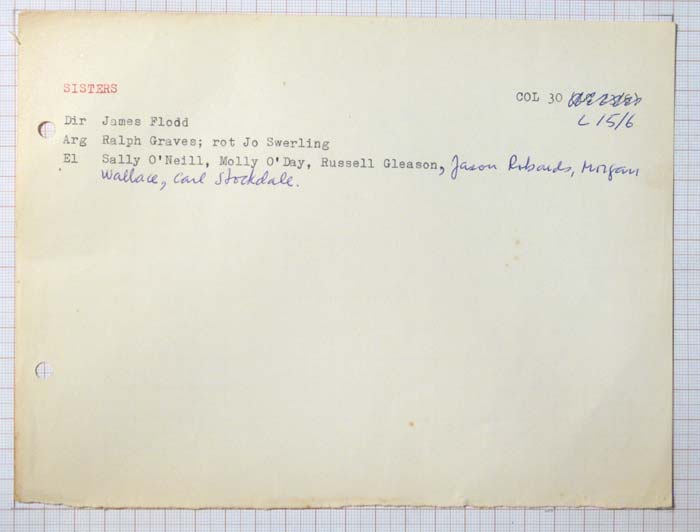 SISTERS
COL 30
L 15/6
Dir James Flodd
Arg Ralph Graves; rot Jo Swerling
El Sally O'Neill, Molly O'Day, Russell Gleason, Jason Robards, Morgan
Wallace, Carl Stockdale.